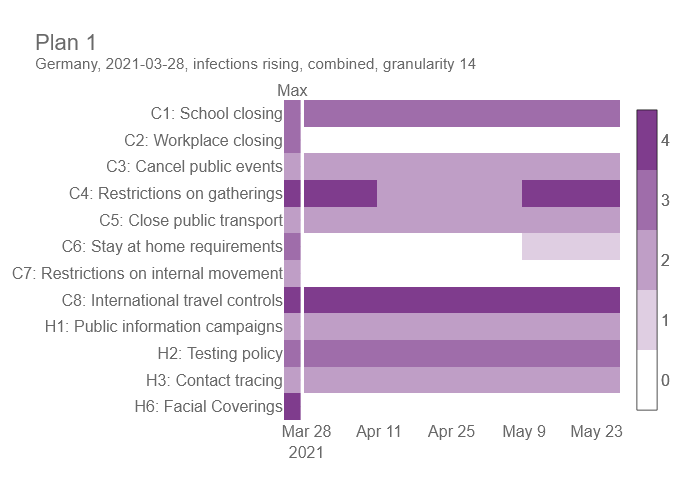 Plan 1
Germany, 2021-03-28, infections rising, combined, granularity 14
Max
C1: School closing
C2: Workplace closing
C3: Cancel public events
C4: Restrictions on gatherings
C5: Close public transport
C6: Stay at home requirements
C7: Restrictions on internal movement
C8: International travel controls
H1: Public information campaigns
H2: Testing policy
H3: Contact tracing
H6: Facial Coverings
4
3
2
1
0
Mar 28 Apr 11 Apr 25 May 9 May 23
2021